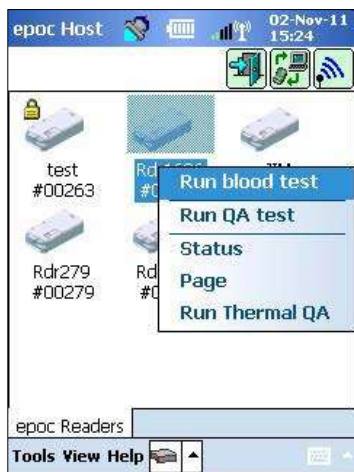 epoc Host
02-Nov-11
15:24
test
#00263
Run blood test
Run QA test
Status
Page
Run Thermal QA
Rdr279
#00279
epoc Readers
Tools View Help